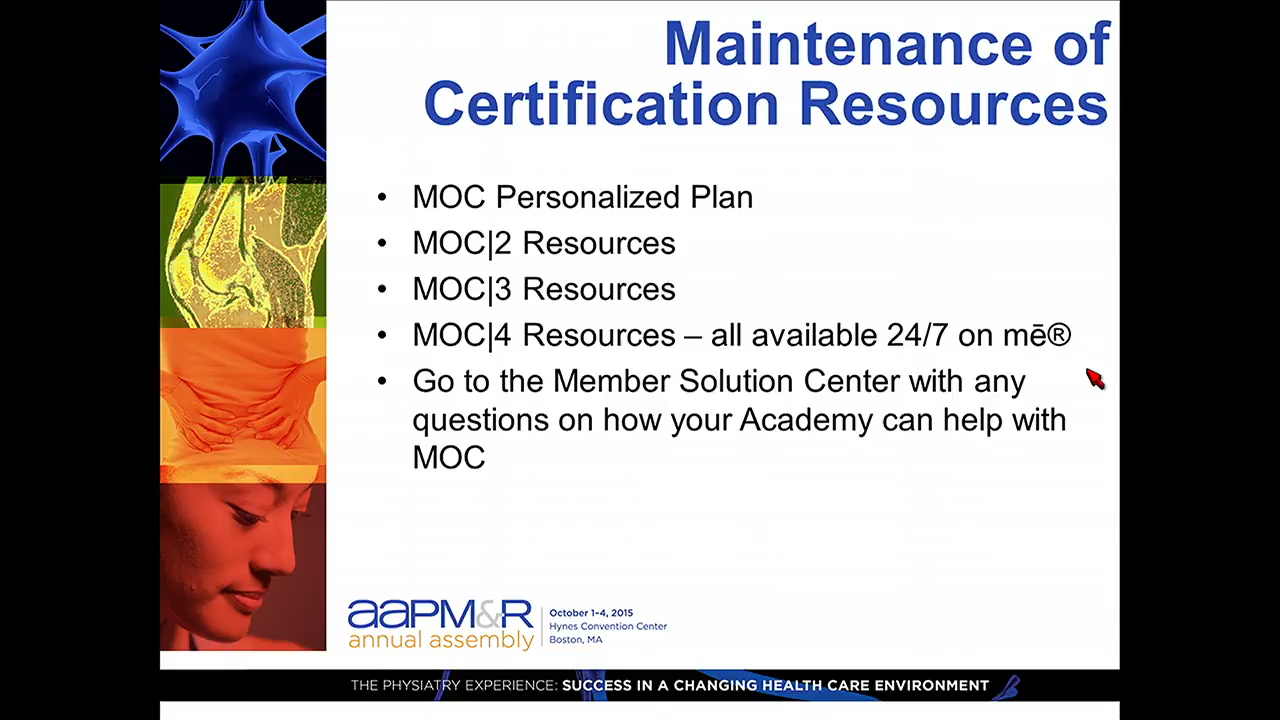 Maintenance of
Certification Resources
• MOC Personalized Plan
• MOC|2 Resources
• MOC|3 Resources
• MOC|4 Resources – all available 24/7 on mē®
• Go to the Member Solution Center with any
questions on how your Academy can help with
MOC
aaPM&R
annual assembly
October 1-4, 2015
Hynes Convention Center
Boston, MA
THE PHYSIATRY EXPERIENCE: SUCCESS IN A CHANGING HEALTH CARE ENVIRONMENT